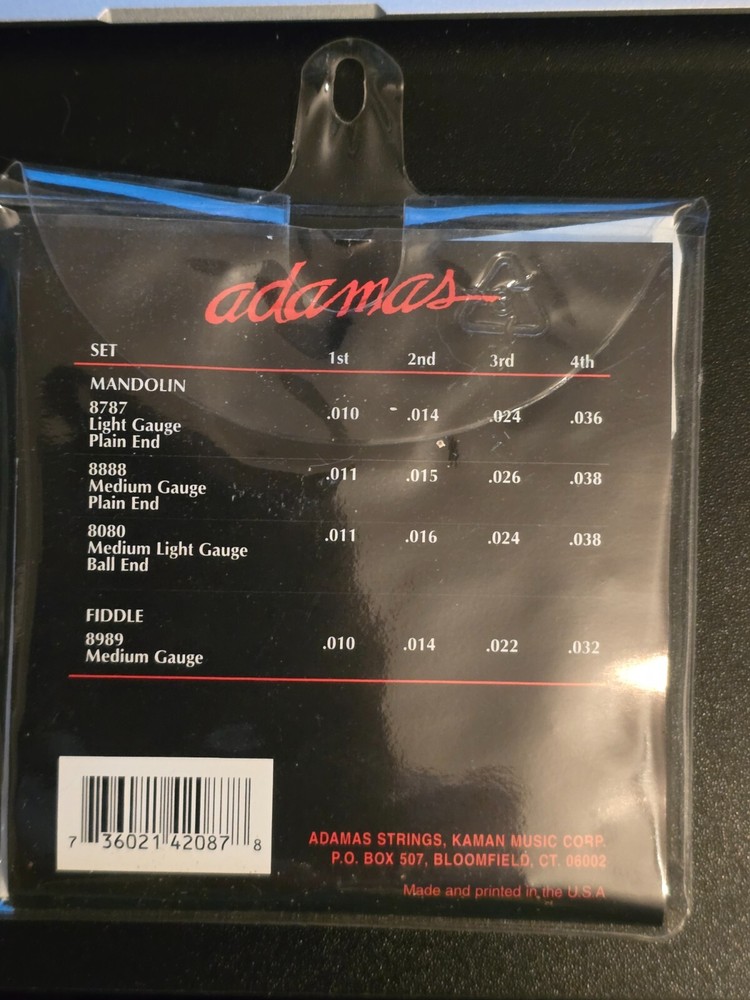 adamas
SET 1st 2nd 3rd 4th
MANDOLIN
8787
Light Gauge
Plain End
.010 .014 .024 .036
8888
Medium Gauge
Plain End
.011 .015 .026 .038
8080
Medium Light Gauge
Ball End
.011 .016 .024 .038
FIDDLE
8989
Medium Gauge
.010 .014 .022 .032
7 36021 42087 8
ADAMAS STRINGS, KAMAN MUSIC CORP.
P.O. BOX 507, BLOOMFIELD, CT. 06002
Made and printed in the U.S.A